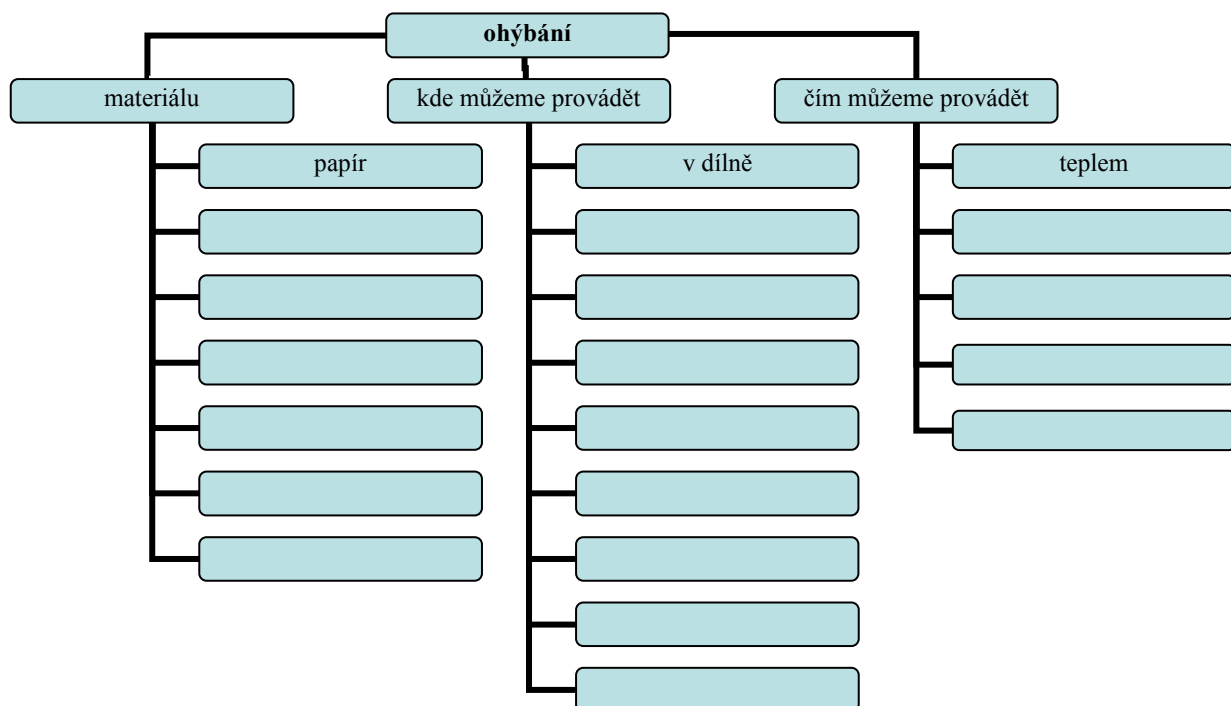 ohýbání
materiálu
kde můžeme provádět
čím můžeme provádět
papír
v dílně
teplem